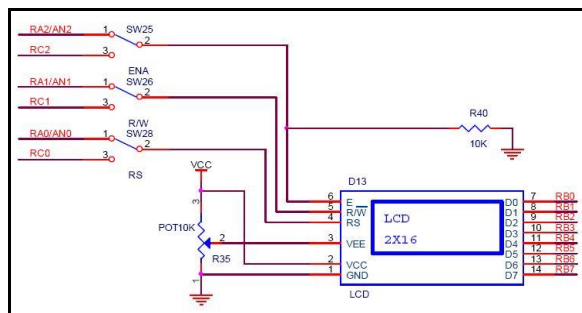 RA2/AN2 1 SW25
2
RC2 3
ENA
RA1/AN1 1 SW26
2
RC1 3
R/W
RA0/AN0 1 SW28
2
RC0 3
RS
R40
10K
VCC
3
POT10K
2
R35
1
D13
6 E
5 R/W
4 RS
3 VEE
2 VCC
1 GND
LCD
2X16
D0 7 RB0
D1 8 RB1
D2 9 RB2
D3 10 RB3
D4 11 RB4
D5 12 RB5
D6 13 RB6
D7 14 RB7
LCD